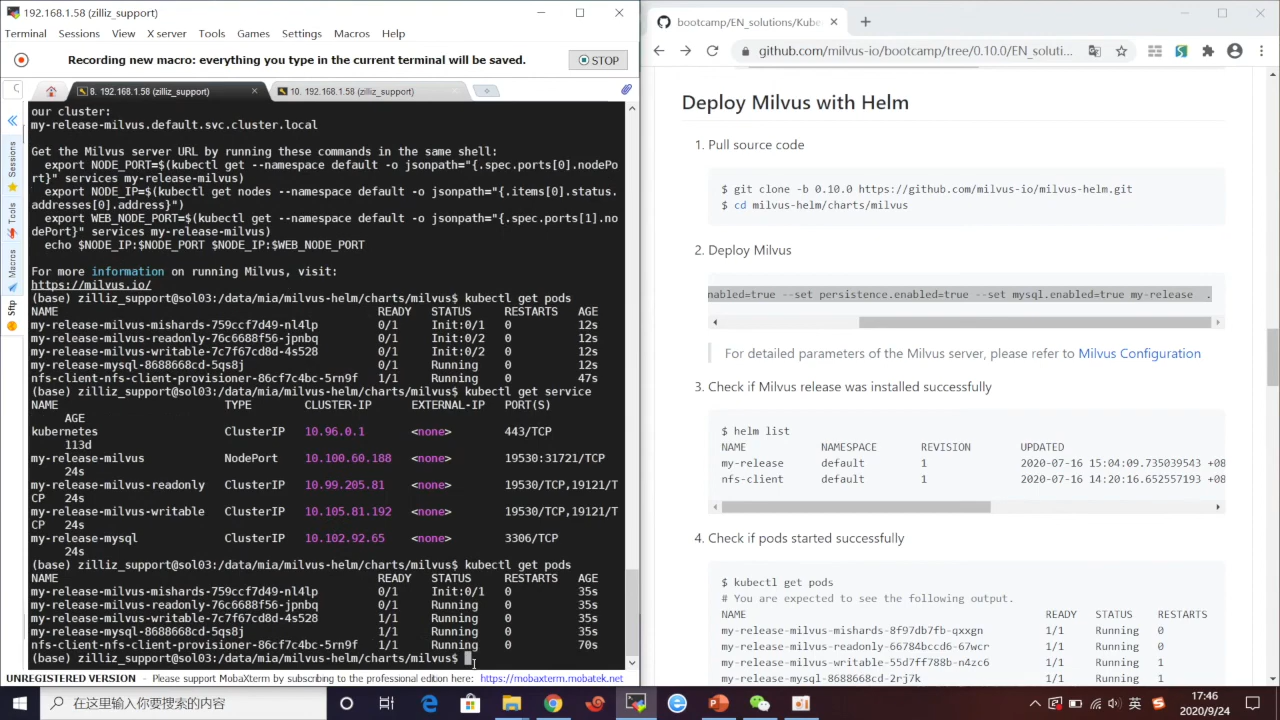 192.168.1.58 (zilliz_support)
Terminal Sessions View X server Tools Games Settings Macros Help
Recording new macro: everything you type in the current terminal will be saved.
STOP
8. 192.168.1.58 (zilliz_support)
10. 192.168.1.58 (zilliz_support)
Sessions
Tools
Macros
Sftp
our cluster:
my-release-milvus.default.svc.cluster.local
Get the Milvus server URL by running these commands in the same shell:
export NODE_PORT=$(kubectl get --namespace default -o jsonpath="{.spec.ports[0].nodePo
rt}" services my-release-milvus)
export NODE_IP=$(kubectl get nodes --namespace default -o jsonpath="{.items[0].status.
addresses[0].address}")
export WEB_NODE_PORT=$(kubectl get --namespace default -o jsonpath="{.spec.ports[1].no
dePort}" services my-release-milvus)
echo $NODE_IP:$NODE_PORT $NODE_IP:$WEB_NODE_PORT
For more information on running Milvus, visit:
https://milvus.io/
(base) zilliz_support@sol03:/data/mia/milvus-helm/charts/milvus$ kubectl get pods
NAME READY STATUS RESTARTS AGE
my-release-milvus-mishards-759ccf7d49-nl4lp 0/1 Init:0/1 0 12s
my-release-milvus-readonly-76c6688f56-jpnbq 0/1 Init:0/2 0 12s
my-release-milvus-writable-7c7f67cd8d-4s528 0/1 Init:0/2 0 12s
my-release-mysql-8688668cd-5qs8j 0/1 Running 0 12s
nfs-client-nfs-client-provisioner-86cf7c4bc-5rn9f 1/1 Running 0 47s
(base) zilliz_support@sol03:/data/mia/milvus-helm/charts/milvus$ kubectl get service
NAME TYPE CLUSTER-IP EXTERNAL-IP PORT(S)
AGE
kubernetes ClusterIP 10.96.0.1 <none> 443/TCP
113d
my-release-milvus NodePort 10.100.60.188 <none> 19530:31721/TCP
24s
my-release-milvus-readonly ClusterIP 10.99.205.81 <none> 19530/TCP,19121/T
CP 24s
my-release-milvus-writable ClusterIP 10.105.81.192 <none> 19530/TCP,19121/T
CP 24s
my-release-mysql ClusterIP 10.102.92.65 <none> 3306/TCP
24s
(base) zilliz_support@sol03:/data/mia/milvus-helm/charts/milvus$ kubectl get pods
NAME READY STATUS RESTARTS AGE
my-release-milvus-mishards-759ccf7d49-nl4lp 0/1 Init:0/1 0 35s
my-release-milvus-readonly-76c6688f56-jpnbq 0/1 Running 0 35s
my-release-milvus-writable-7c7f67cd8d-4s528 1/1 Running 0 35s
my-release-mysql-8688668cd-5qs8j 1/1 Running 0 35s
nfs-client-nfs-client-provisioner-86cf7c4bc-5rn9f 1/1 Running 0 70s
(base) zilliz_support@sol03:/data/mia/milvus-helm/charts/milvus$
UNREGISTERED VERSION - Please support MobaXterm by subscribing to the professional edition here: https://mobaxterm.mobatek.net
bootcamp/EN_solutions/Kube
github.com/milvus-io/bootcamp/tree/0.10.0/EN_soluti...
Deploy Milvus with Helm
1. Pull source code
$ git clone -b 0.10.0 https://github.com/milvus-io/milvus-helm.git
$ cd milvus-helm/charts/milvus
2. Deploy Milvus
nabled=true --set persistence.enabled=true --set mysql.enabled=true my-release .
For detailed parameters of the Milvus server, please refer to Milvus Configuration
3. Check if Milvus release was installed successfully
$ helm list
NAME NAMESPACE REVISION UPDATED
my-release default 1 2020-07-16 15:04:09.735039543 +08
nfs-client default 1 2020-07-16 14:20:16.652557193 +08
4. Check if pods started successfully
$ kubectl get pods
# You are expected to see the following output.
NAME READY STATUS RESTARTS
my-release-milvus-mishards-8f97db7fb-qxxgn 1/1 Running 0
my-release-milvus-readonly-66784bccd6-67wcr 1/1 Running 0
my-release-milvus-writable-55d7ff788b-n4zc6 1/1 Running 1
my-release-mysql-8688668cd-2rj7k 1/1 Running 1
在这里输入你要搜索的内容
英
17:46
2020/9/24